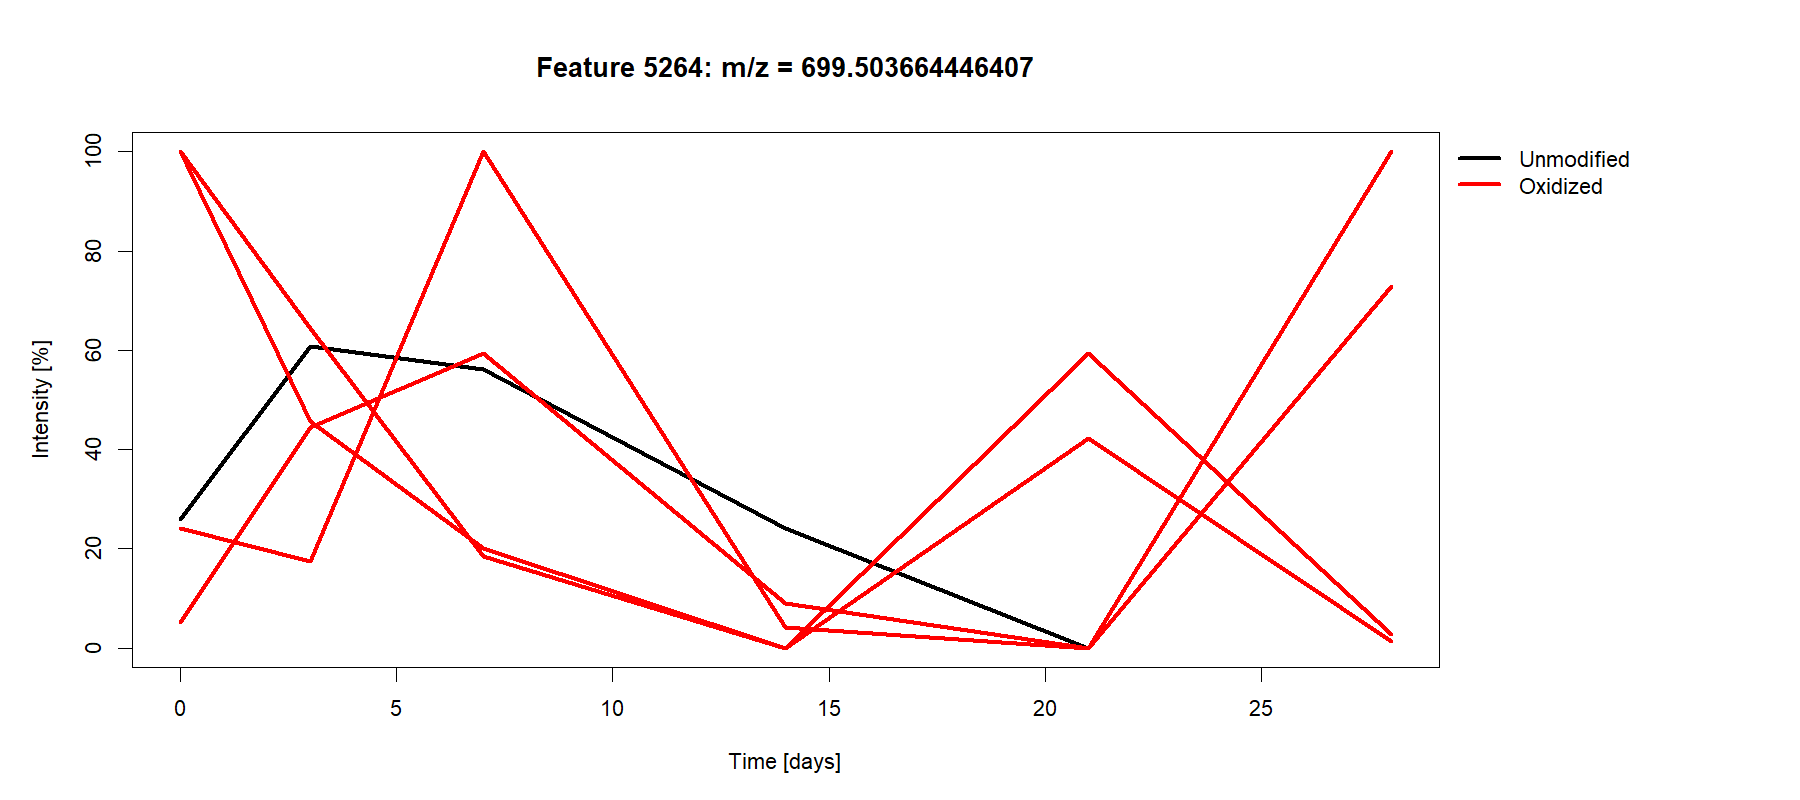 Feature 5264: m/z = 699.503664446407
Unmodified
Oxidized
Intensity [%]
100
80
60
40
20
0
0 5 10 15 20 25
Time [days]